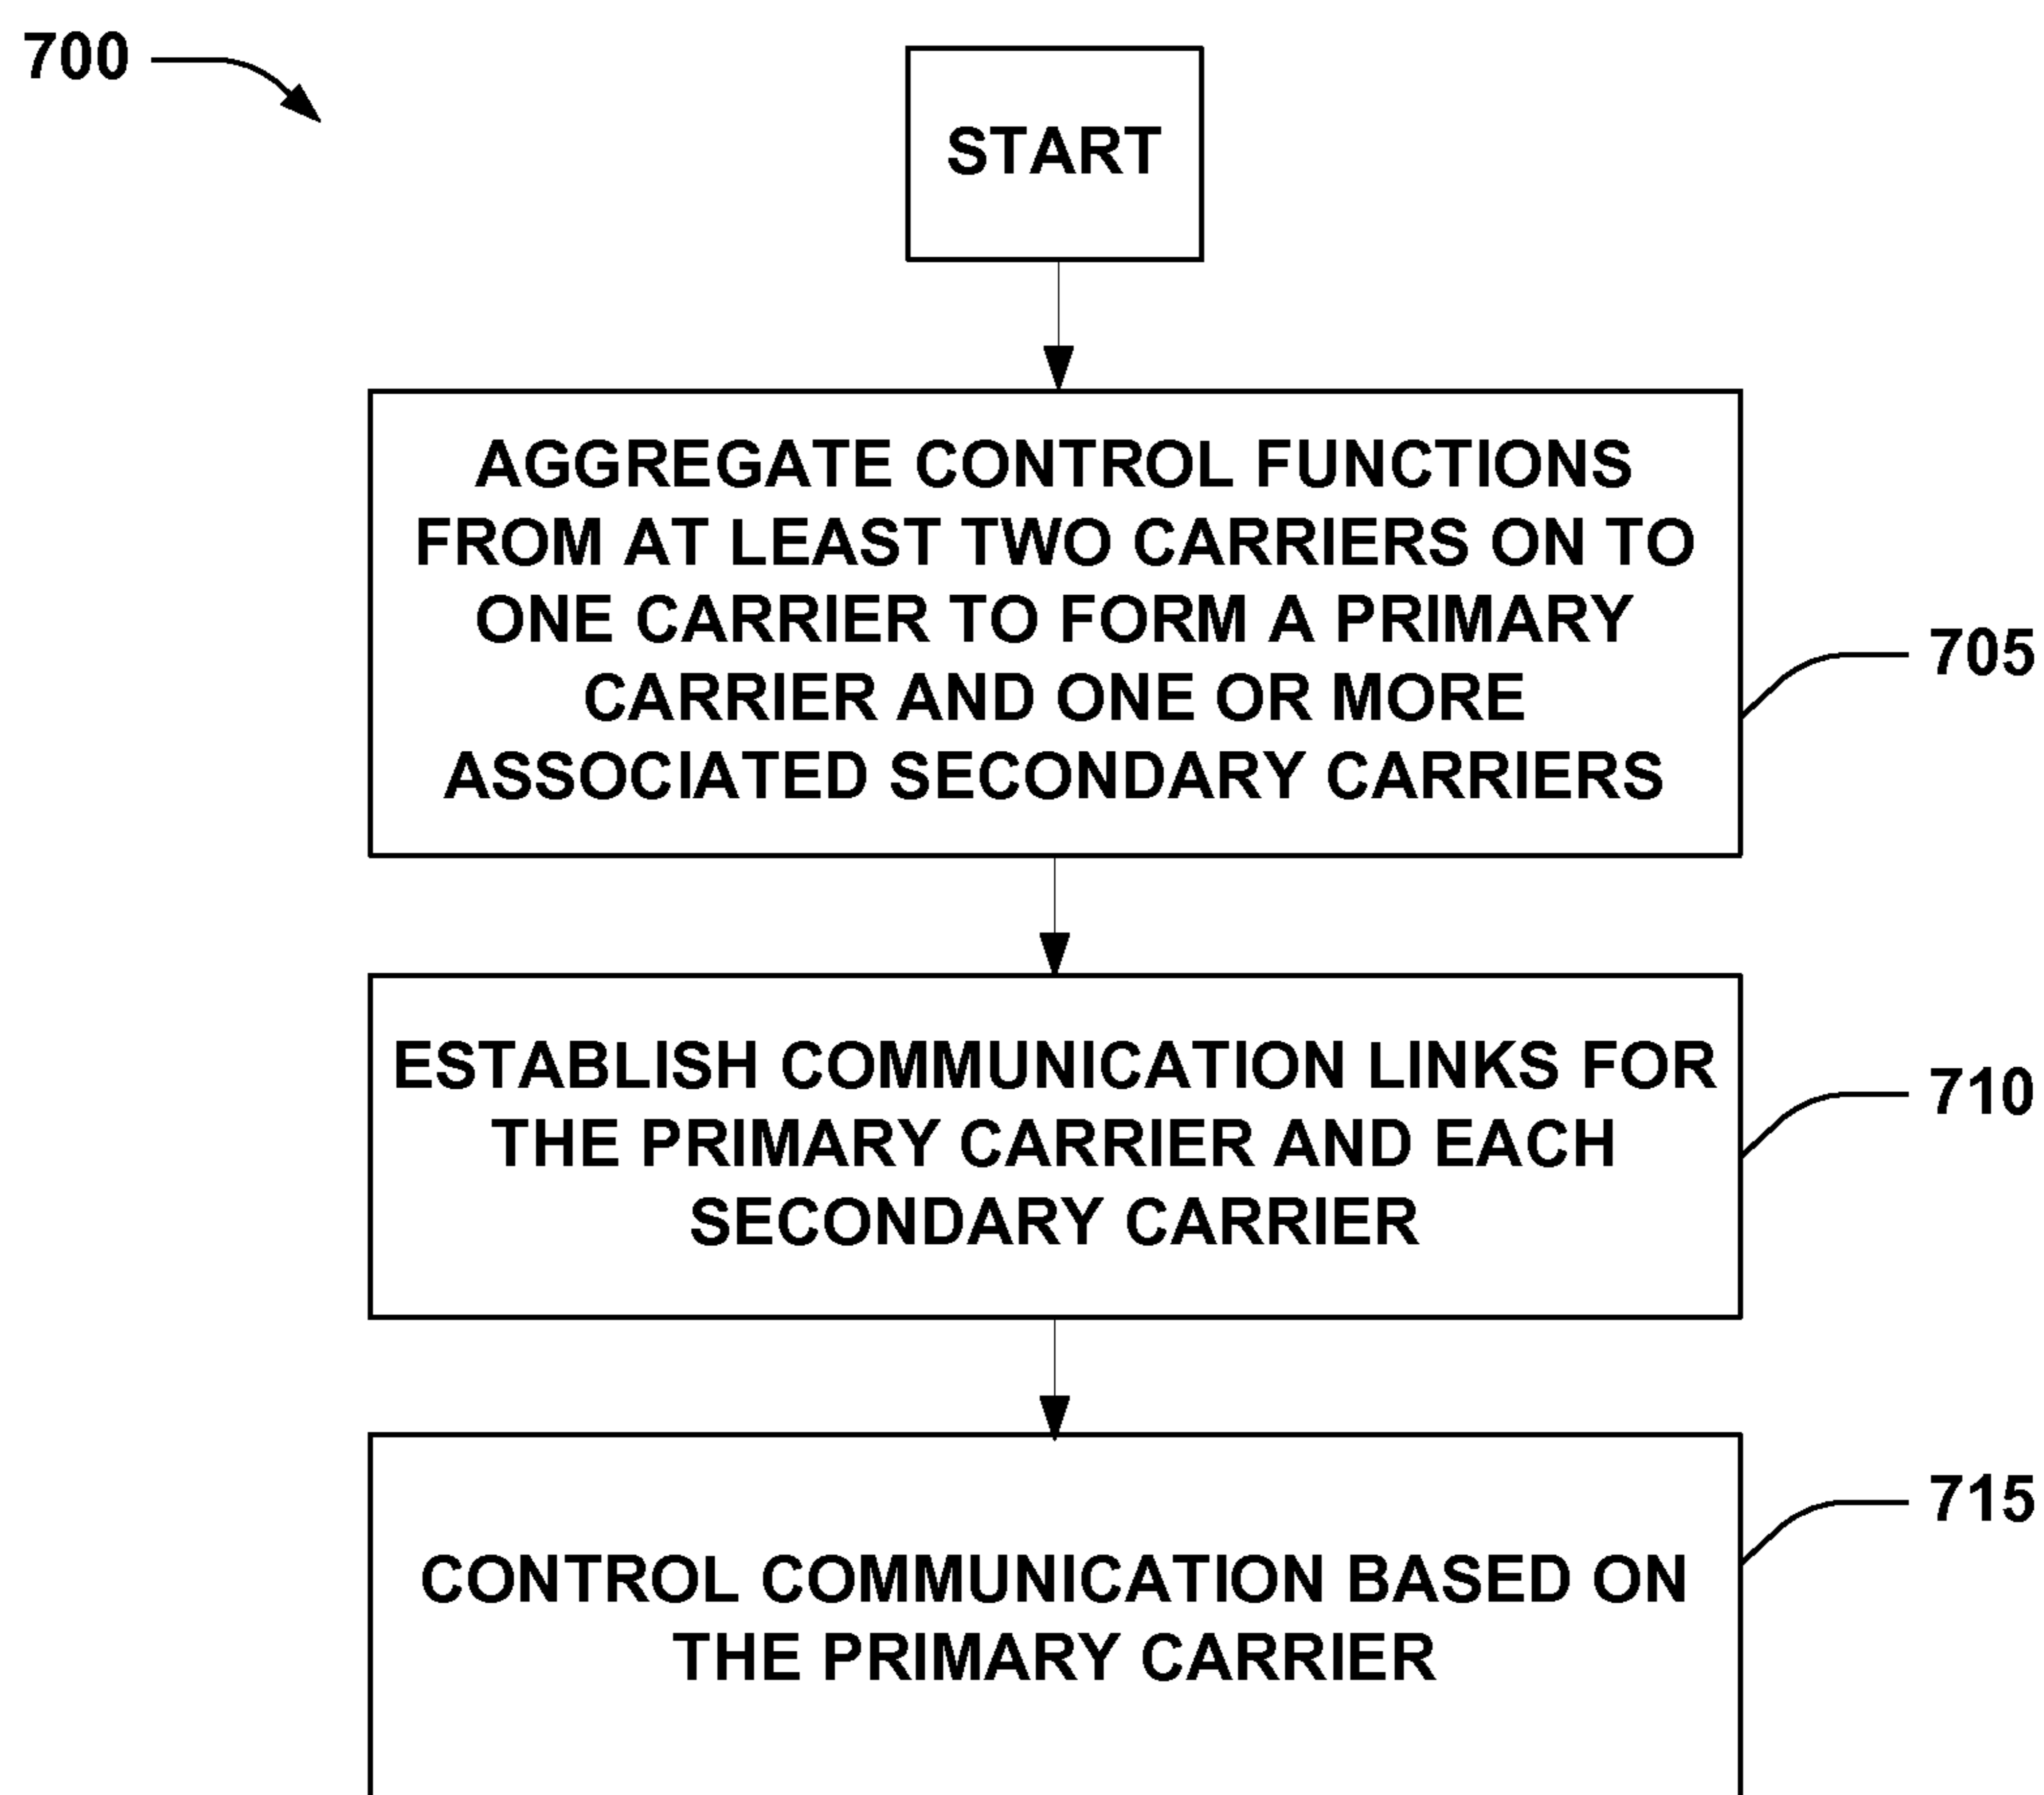 700
START
AGGREGATE CONTROL FUNCTIONS
FROM AT LEAST TWO CARRIERS ON TO
ONE CARRIER TO FORM A PRIMARY
CARRIER AND ONE OR MORE
ASSOCIATED SECONDARY CARRIERS
705
ESTABLISH COMMUNICATION LINKS FOR
THE PRIMARY CARRIER AND EACH
SECONDARY CARRIER
710
CONTROL COMMUNICATION BASED ON
THE PRIMARY CARRIER
715